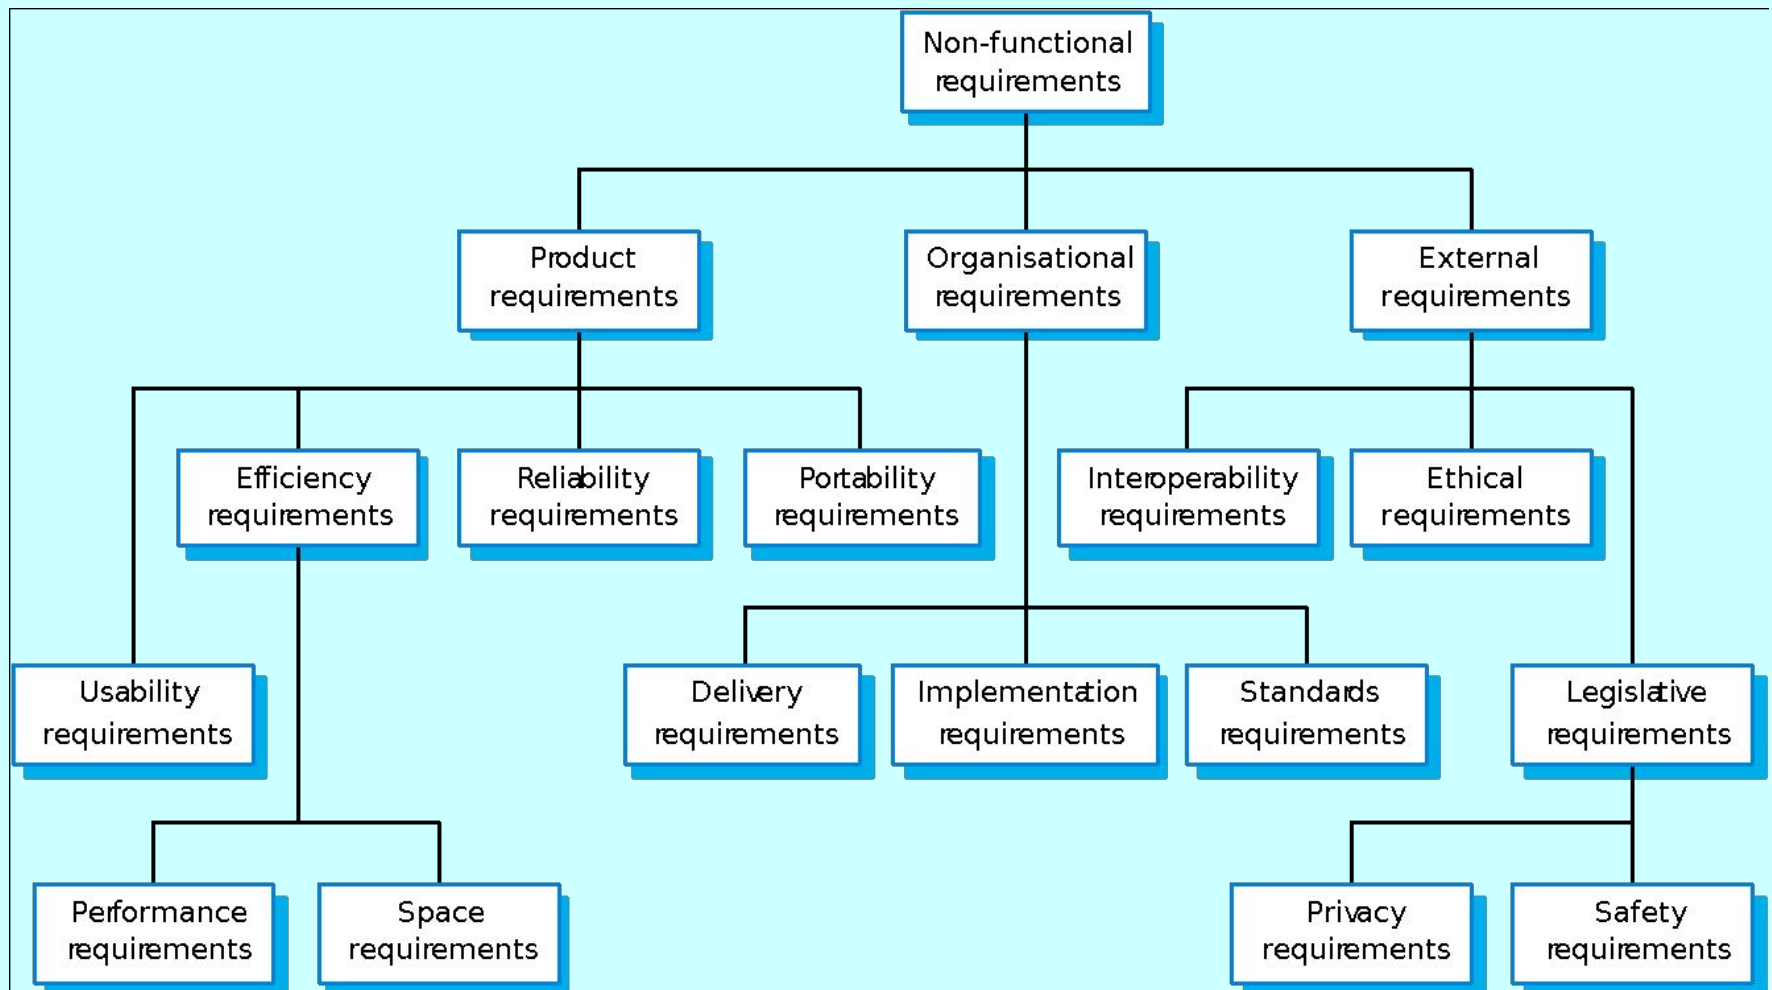 Non-functional
requirements
Product
requirements
Organisational
requirements
External
requirements
Efficiency
requirements
Reliability
requirements
Portability
requirements
Interoperability
requirements
Ethical
requirements
Usability
requirements
Delivery
requirements
Implementation
requirements
Standards
requirements
Legislative
requirements
Performance
requirements
Space
requirements
Privacy
requirements
Safety
requirements